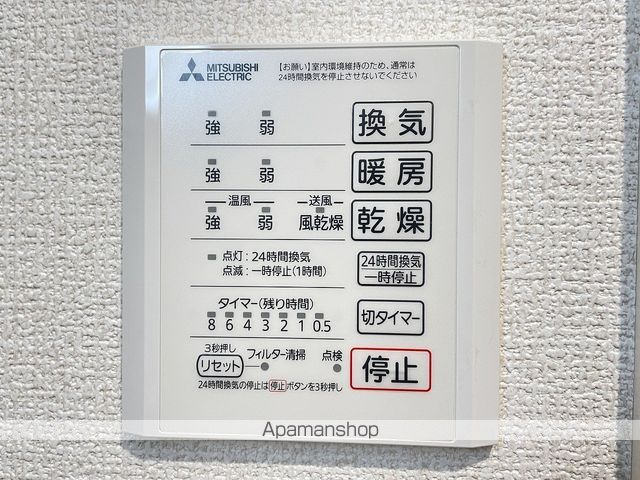 MITSUBISHI
ELECTRIC
【お願い】室内環境維持のため、通常は
24時間換気を停止させないでください
強 弱 換気
強 弱 暖房
温風 送風
強 弱 風乾燥 乾燥
点灯:24時間換気
点滅:一時停止(1時間)
24時間換気
一時停止
タイマー(残り時間)
8 6 4 3 2 1 0.5
切タイマー
3秒押し
リセット フィルター清掃 点検
停止
24時間換気の停止は停止ボタンを3秒押し
Apamanshop